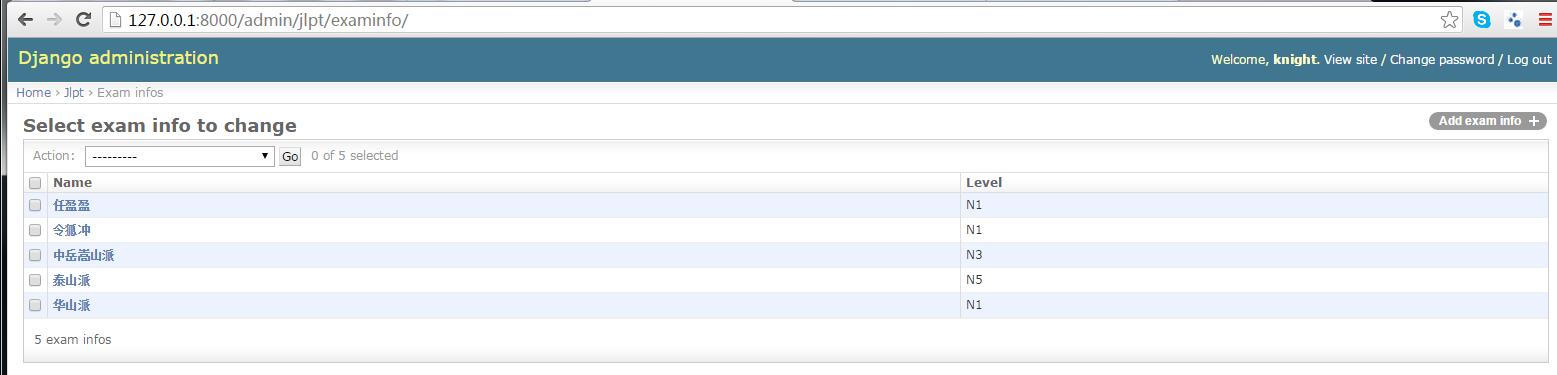 127.0.0.1:8000/admin/jlpt/examinfo/
Django administration
Welcome, knight. View site / Change password / Log out
Home › Jlpt › Exam infos
Select exam info to change
Add exam info +
Action: --------- Go 0 of 5 selected
Name Level
任盈盈 N1
令狐冲 N1
中岳嵩山派 N3
泰山派 N5
华山派 N1
5 exam infos